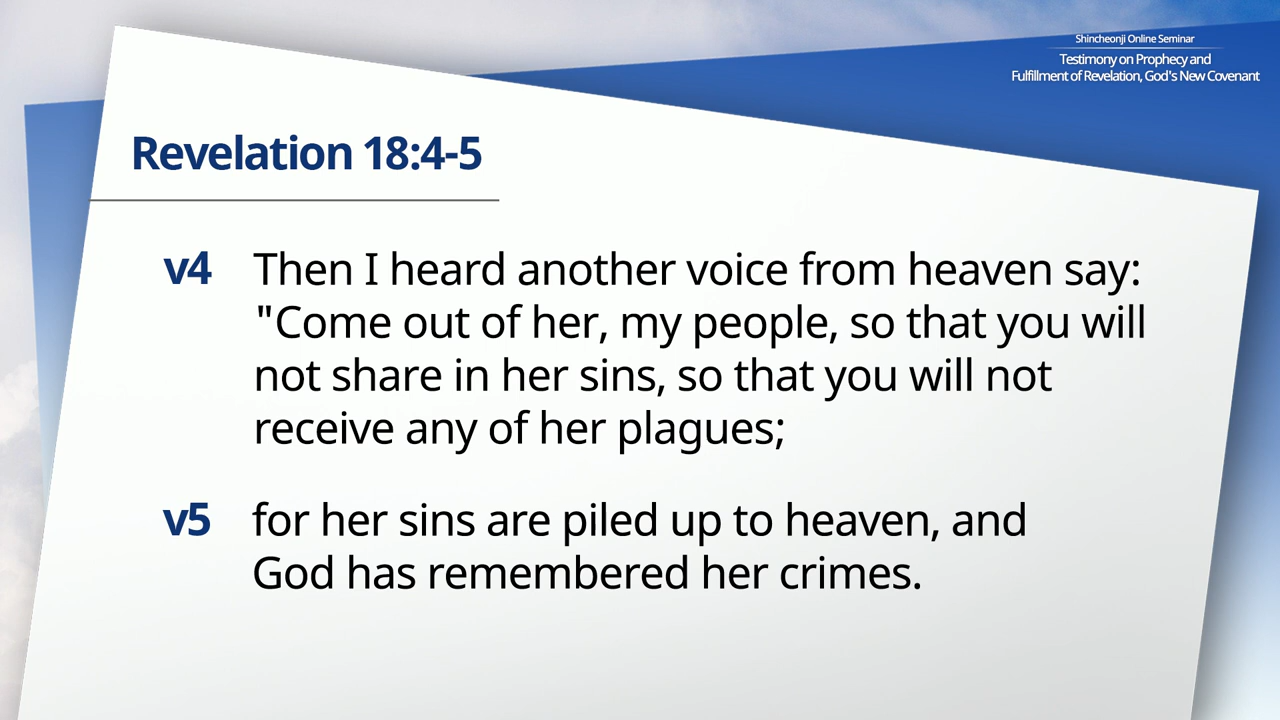 Shincheonji Online Seminar
Testimony on Prophecy and
Fulfillment of Revelation, God's New Covenant
Revelation 18:4-5
v4 Then I heard another voice from heaven say:
"Come out of her, my people, so that you will
not share in her sins, so that you will not
receive any of her plagues;
v5 for her sins are piled up to heaven, and
God has remembered her crimes.